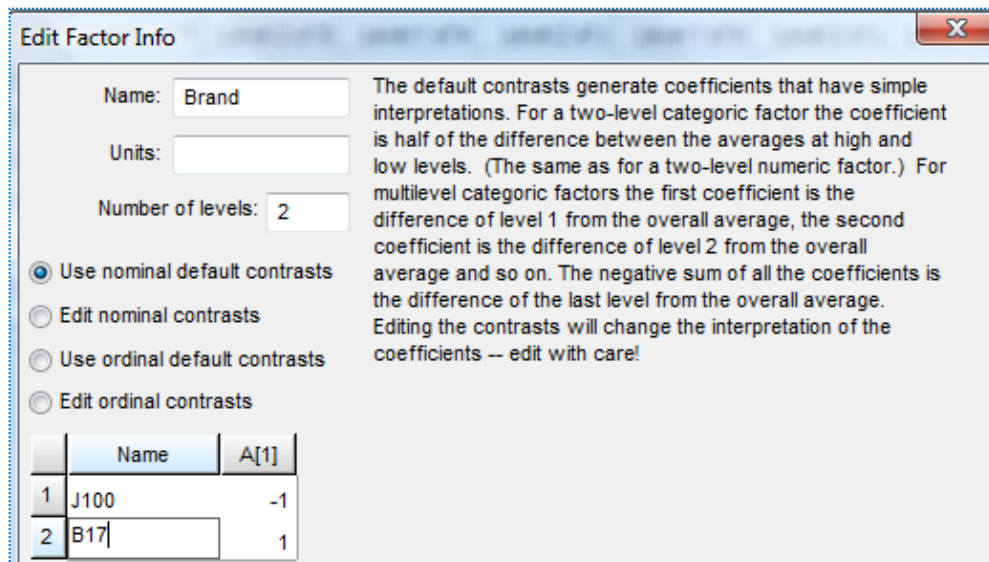 Edit Factor Info
X
Name: Brand
Units:
Number of levels: 2
Use nominal default contrasts
Edit nominal contrasts
Use ordinal default contrasts
Edit ordinal contrasts
Name A[1]
1 J100 -1
2 B17 1
The default contrasts generate coefficients that have simple
interpretations. For a two-level categoric factor the coefficient
is half of the difference between the averages at high and
low levels. (The same as for a two-level numeric factor.) For
multilevel categoric factors the first coefficient is the
difference of level 1 from the overall average, the second
coefficient is the difference of level 2 from the overall
average and so on. The negative sum of all the coefficients is
the difference of the last level from the overall average.
Editing the contrasts will change the interpretation of the
coefficients -- edit with care!